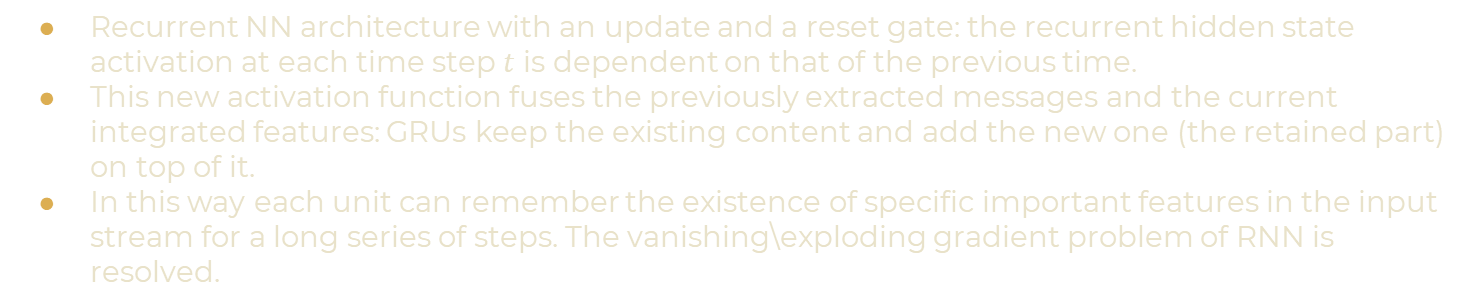 ● Recurrent NN architecture with an update and a reset gate: the recurrent hidden state
activation at each time step t is dependent on that of the previous time.
● This new activation function fuses the previously extracted messages and the current
integrated features: GRUs keep the existing content and add the new one (the retained part)
on top of it.
● In this way each unit can remember the existence of specific important features in the input
stream for a long series of steps. The vanishing\exploding gradient problem of RNN is
resolved.